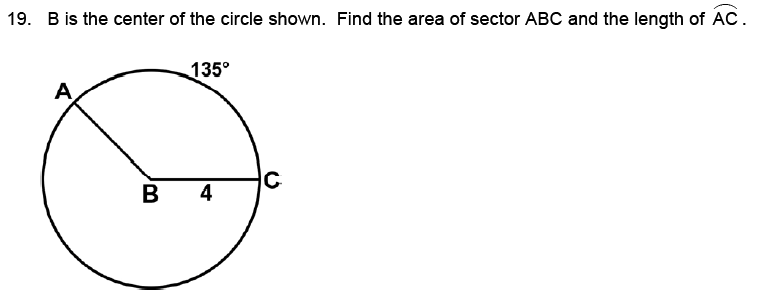 19. B is the center of the circle shown. Find the area of sector ABC and the length of A͡C.
135°
A
B 4 C